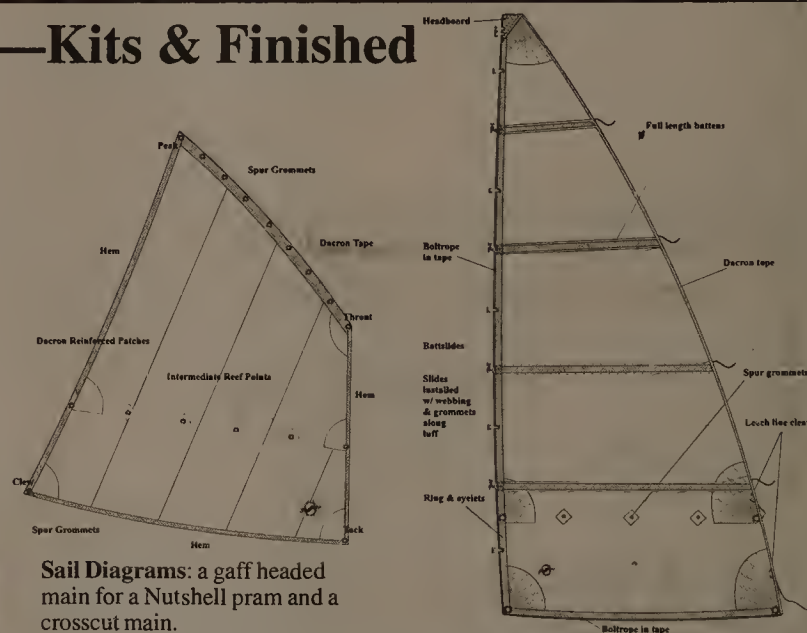 —Kits & Finished
Peak
Spur Grommets
Hem
Dacron Tape
Throat
Dacron Reinforced Patches
Intermediate Reef Points
Hem
Clew
Spur Grommets
Hem
Tack
Sail Diagrams: a gaff headed
main for a Nutshell pram and a
crosscut main.
Headboard
Full length battens
Boltrope
in tape
Dacron tape
Battslides
Spur grommets
Slides
installed
w/ webbing
& grommets
along
luff
Leech line
Ring & eyelets
Boltrope in tape